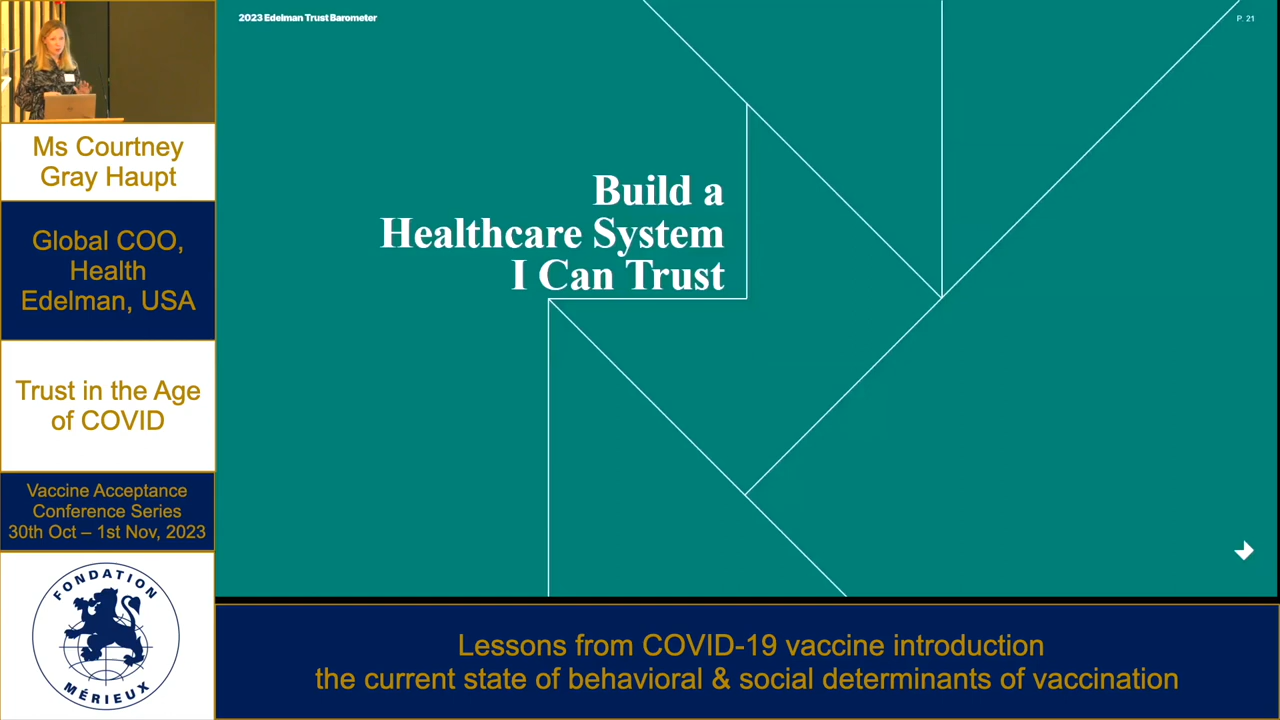 2023 Edelman Trust Barometer
P. 21
Build a
Healthcare System
I Can Trust
Ms Courtney
Gray Haupt
Global COO,
Health
Edelman, USA
Trust in the Age
of COVID
Vaccine Acceptance
Conference Series
30th Oct – 1st Nov, 2023
FONDATION
MÉRIEUX
Lessons from COVID-19 vaccine introduction
the current state of behavioral & social determinants of vaccination